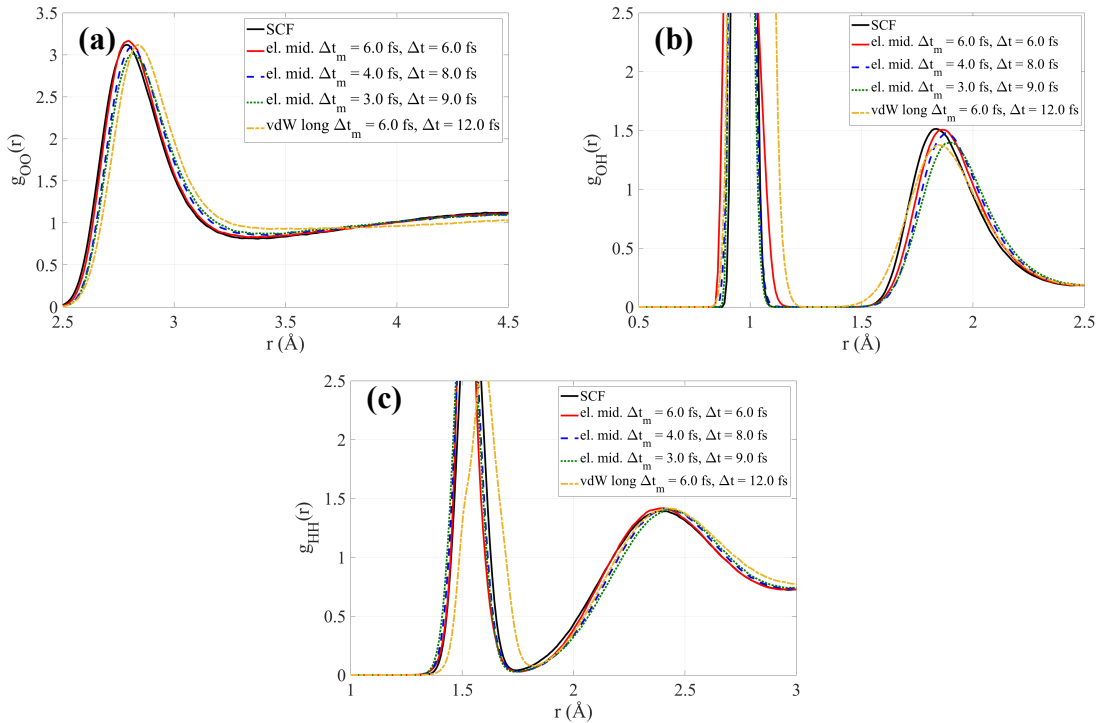 (a)
SCF
el. mid. Δt_m = 6.0 fs, Δt = 6.0 fs
el. mid. Δt_m = 4.0 fs, Δt = 8.0 fs
el. mid. Δt_m = 3.0 fs, Δt = 9.0 fs
vdW long Δt_m = 6.0 fs, Δt = 12.0 fs
g_OO(r)
3.5
3
2.5
2
1.5
1
0.5
0
2.5 3 3.5 4 4.5
r (Å)
(b)
SCF
el. mid. Δt_m = 6.0 fs, Δt = 6.0 fs
el. mid. Δt_m = 4.0 fs, Δt = 8.0 fs
el. mid. Δt_m = 3.0 fs, Δt = 9.0 fs
vdW long Δt_m = 6.0 fs, Δt = 12.0 fs
g_OH(r)
2.5
2
1.5
1
0.5
0
0.5 1 1.5 2 2.5
r (Å)
(c)
SCF
el. mid. Δt_m = 6.0 fs, Δt = 6.0 fs
el. mid. Δt_m = 4.0 fs, Δt = 8.0 fs
el. mid. Δt_m = 3.0 fs, Δt = 9.0 fs
vdW long Δt_m = 6.0 fs, Δt = 12.0 fs
g_HH(r)
2.5
2
1.5
1
0.5
0
1 1.5 2 2.5 3
r (Å)